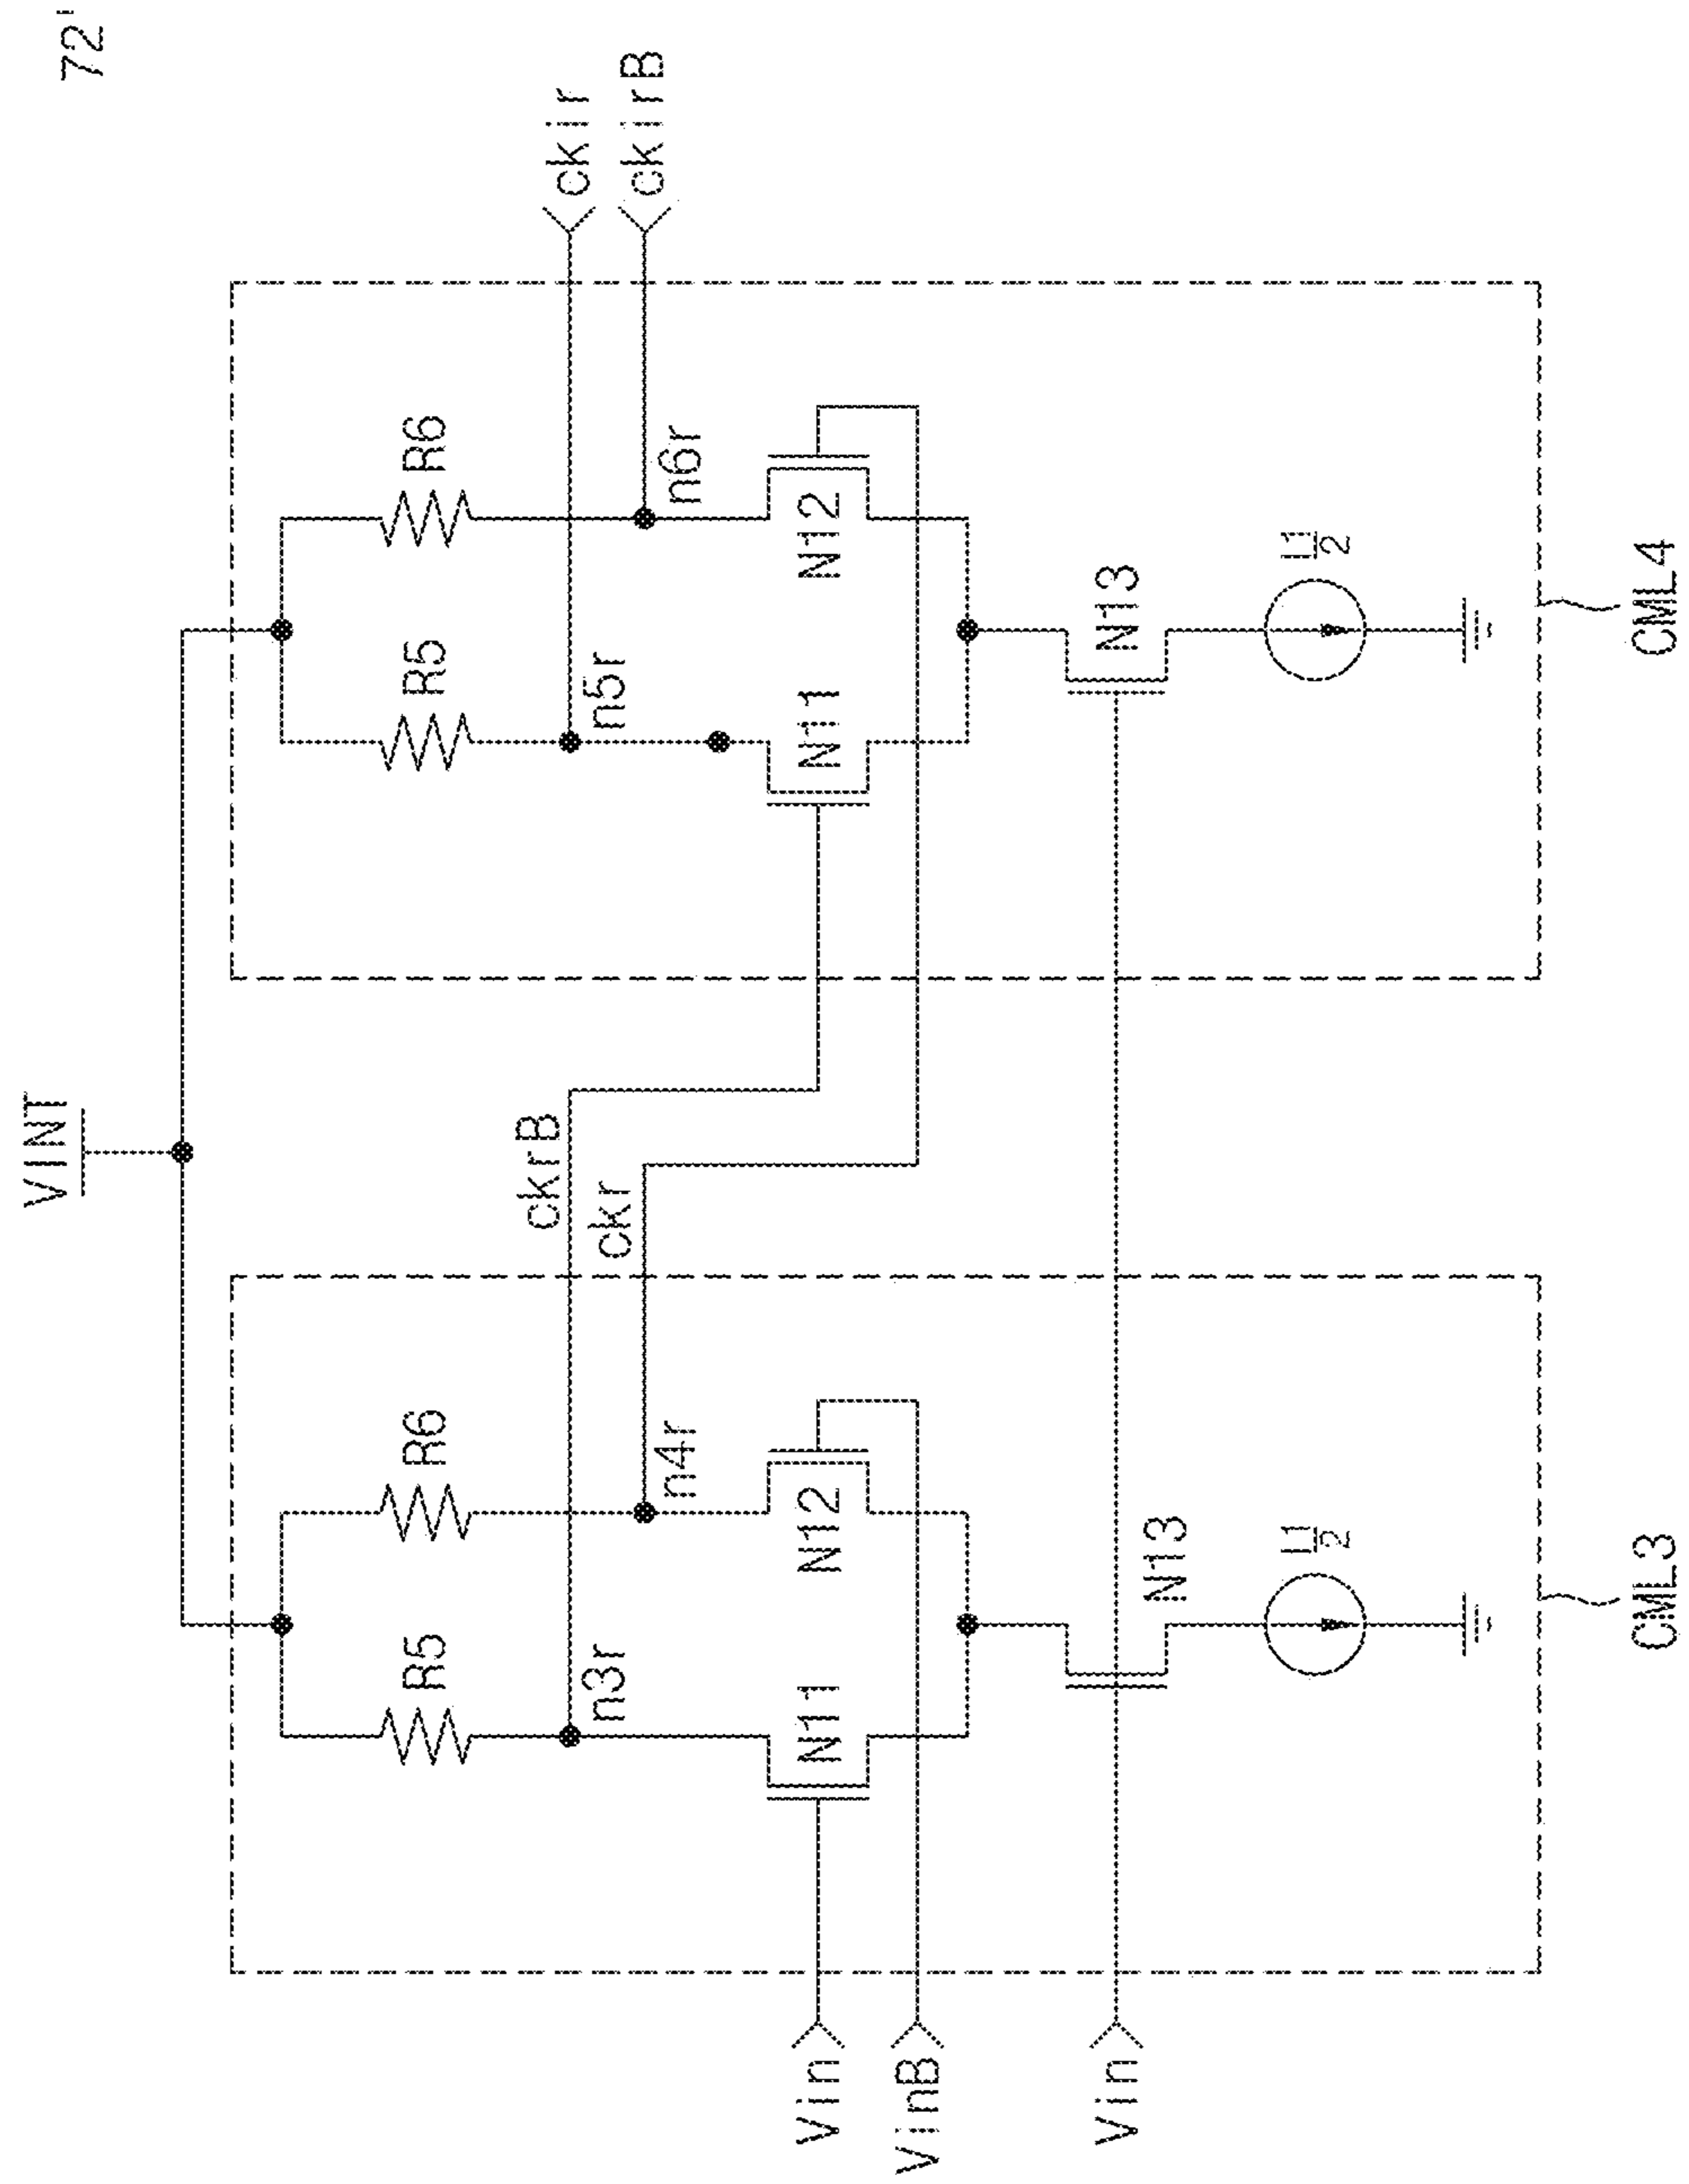 72'
VINT
R5
R6
R5
R6
ckrB
ckir
n3r
n5r
ckr
ckirB
n4r
n6r
Vin
N11
N12
N11
N12
VinB
Vin
N13
N13
I1
2
I1
2
CML3
CML4